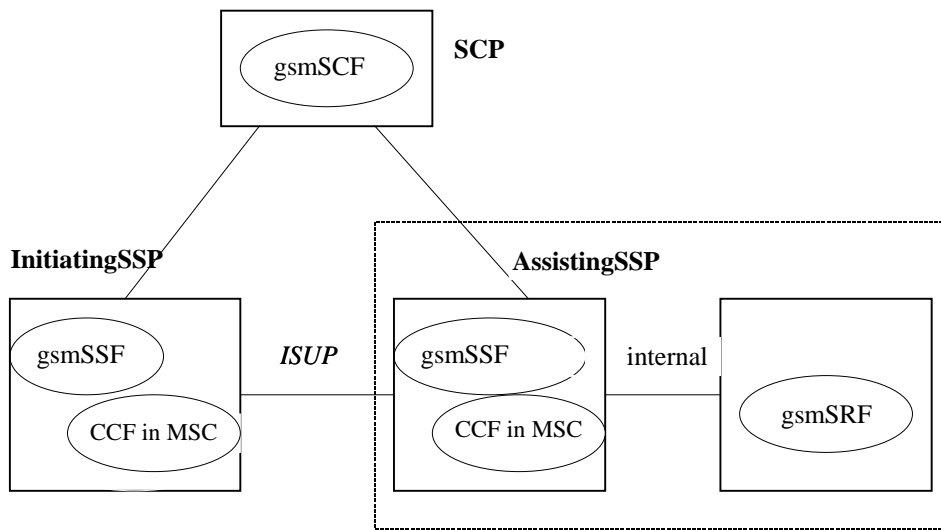 gsmSCF
SCP
InitiatingSSP
AssistingSSP
gsmSSF
ISUP
gsmSSF
internal
CCF in MSC
CCF in MSC
gsmSRF